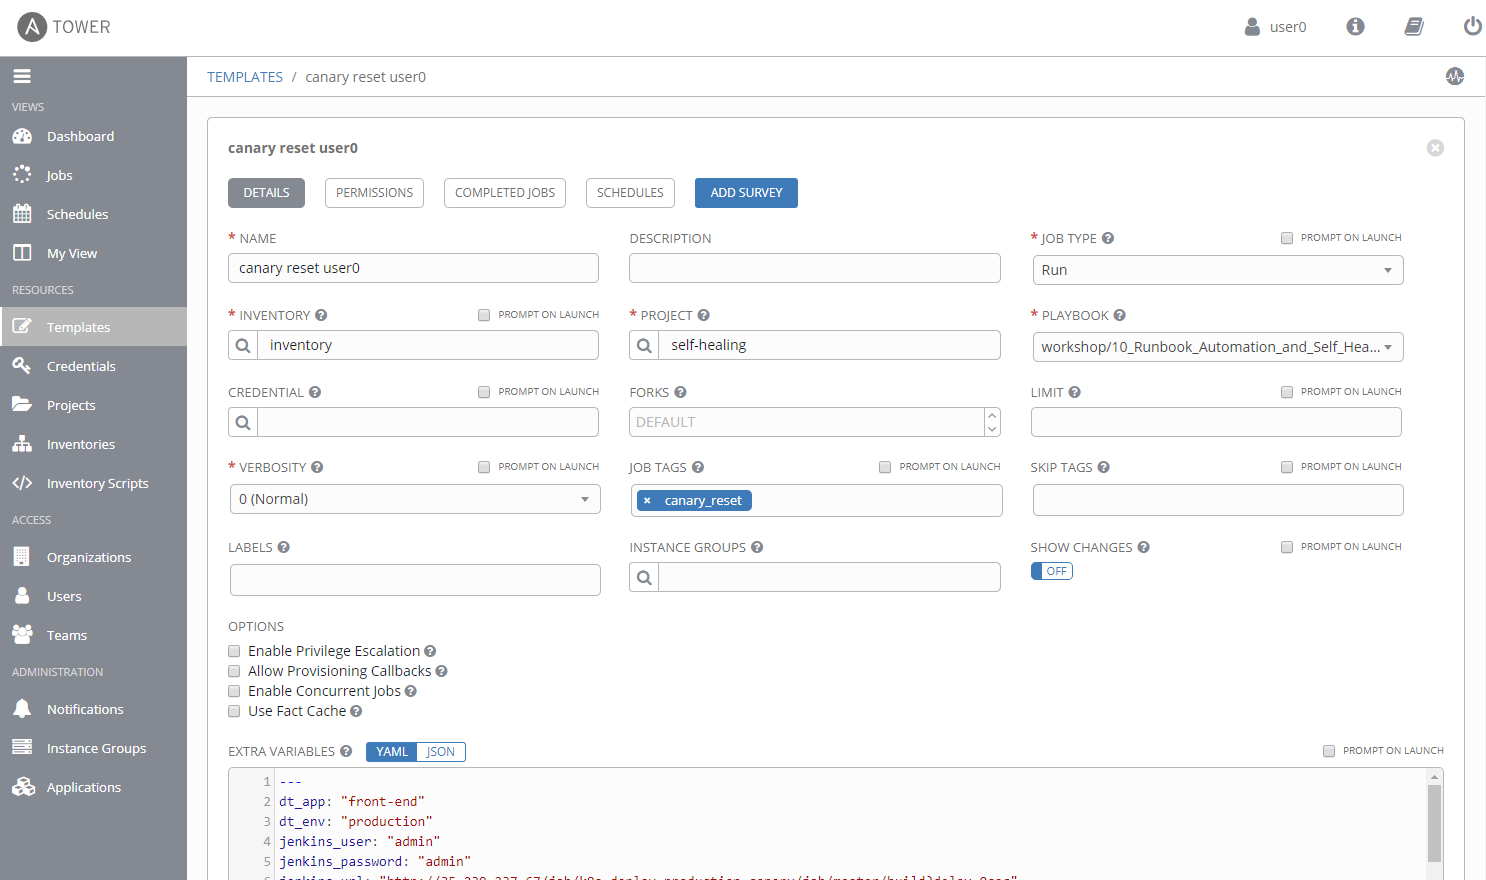 A TOWER
user0
VIEWS
Dashboard
Jobs
Schedules
My View
RESOURCES
Templates
Credentials
Projects
Inventories
Inventory Scripts
ACCESS
Organizations
Users
Teams
ADMINISTRATION
Notifications
Instance Groups
Applications
TEMPLATES / canary reset user0
canary reset user0
DETAILS PERMISSIONS COMPLETED JOBS SCHEDULES ADD SURVEY
* NAME DESCRIPTION * JOB TYPE ? PROMPT ON LAUNCH
canary reset user0 Run
* INVENTORY ? PROMPT ON LAUNCH * PROJECT ? * PLAYBOOK ?
inventory self-healing workshop/10_Runbook_Automation_and_Self_Hea...
CREDENTIAL ? PROMPT ON LAUNCH FORKS ? LIMIT ? PROMPT ON LAUNCH
DEFAULT
* VERBOSITY ? PROMPT ON LAUNCH JOB TAGS ? PROMPT ON LAUNCH SKIP TAGS ? PROMPT ON LAUNCH
0 (Normal) × canary_reset
LABELS ? INSTANCE GROUPS ? SHOW CHANGES ? PROMPT ON LAUNCH
OFF
OPTIONS
Enable Privilege Escalation ?
Allow Provisioning Callbacks ?
Enable Concurrent Jobs ?
Use Fact Cache ?
EXTRA VARIABLES ? YAML JSON PROMPT ON LAUNCH
1 ---
2 dt_app: "front-end"
3 dt_env: "production"
4 jenkins_user: "admin"
5 jenkins_password: "admin"